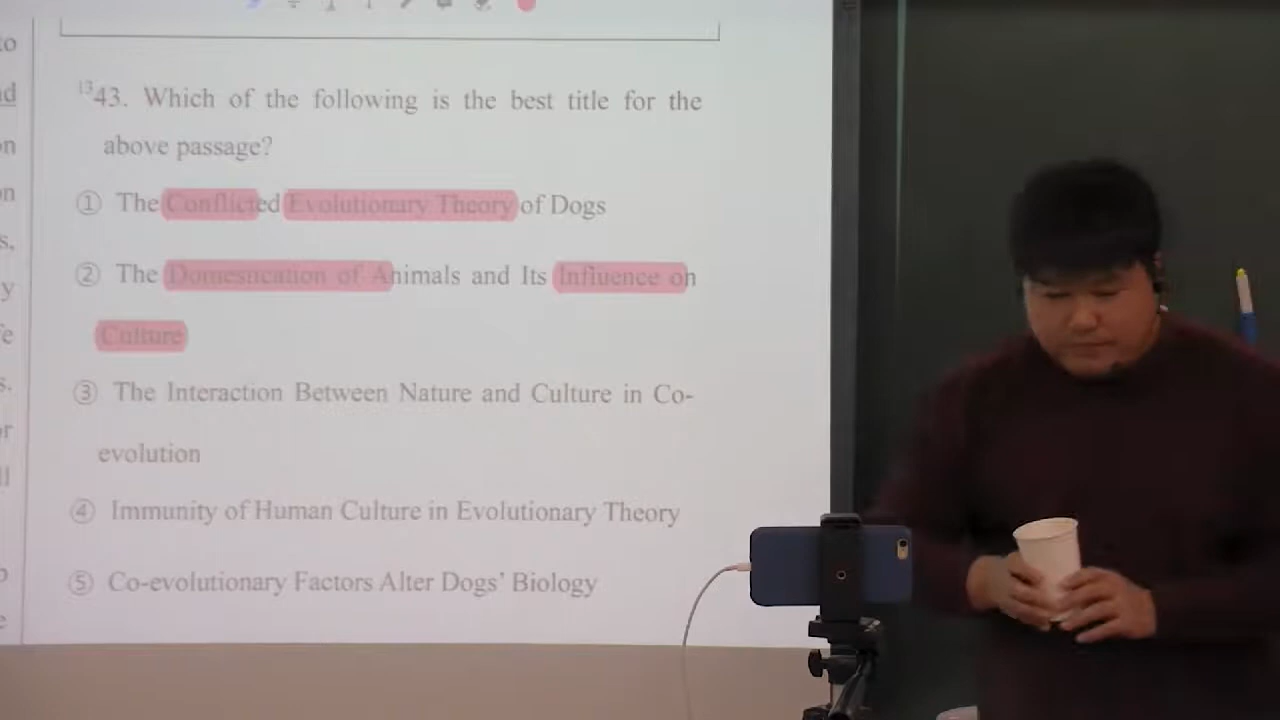 ¹³43. Which of the following is the best title for the
above passage?
① The Conflicted Evolutionary Theory of Dogs
② The Domestication of Animals and Its Influence on
Culture
③ The Interaction Between Nature and Culture in Co-
evolution
④ Immunity of Human Culture in Evolutionary Theory
⑤ Co-evolutionary Factors Alter Dogs' Biology